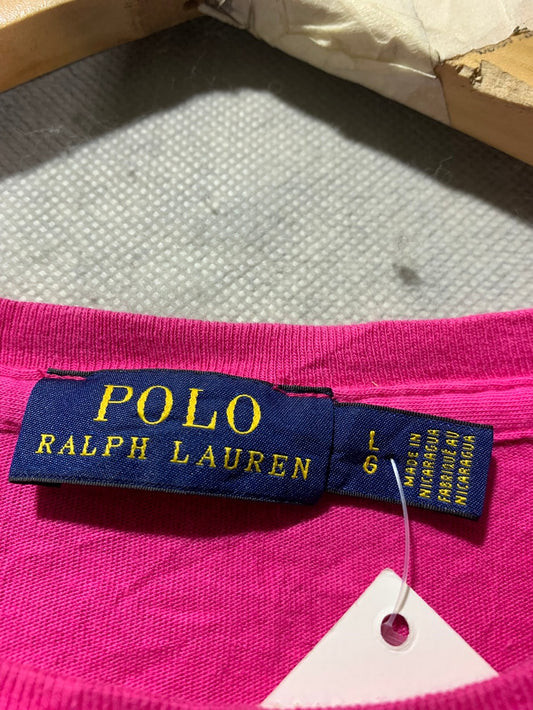 POLO
RALPH LAUREN
L
G
MADE IN
NICARAGUA
FABRIQUÉ AU
NICARAGUA